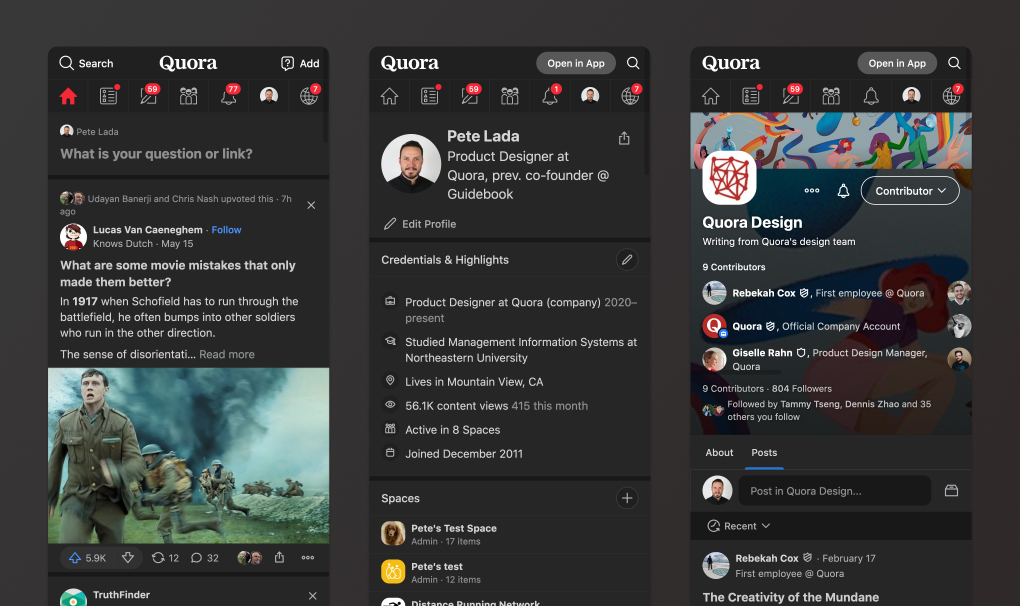 Search
Quora
Add
59
77
7
Pete Lada
What is your question or link?
Udayan Banerji and Chris Nash upvoted this · 7h
ago
Lucas Van Caeneghem · Follow
Knows Dutch · May 15
What are some movie mistakes that only
made them better?
In 1917 when Schofield has to run through the
battlefield, he often bumps into other soldiers
who run in the other direction.
The sense of disorientati... Read more
5.9K
12
32
TruthFinder
Quora
Open in App
59
1
7
Pete Lada
Product Designer at
Quora, prev. co-founder @
Guidebook
Edit Profile
Credentials & Highlights
Product Designer at Quora (company) 2020–
present
Studied Management Information Systems at
Northeastern University
Lives in Mountain View, CA
56.1K content views 415 this month
Active in 8 Spaces
Joined December 2011
Spaces
Pete's Test Space
Admin · 17 items
Pete's test
Admin · 12 items
Distance Running Network
Quora
Open in App
59
7
Contributor
Quora Design
Writing from Quora's design team
9 Contributors
Rebekah Cox, First employee @ Quora
Quora, Official Company Account
Giselle Rahn, Product Design Manager,
Quora
9 Contributors · 804 Followers
Followed by Tammy Tseng, Dennis Zhao and 35
others you follow
About
Posts
Post in Quora Design...
Recent
Rebekah Cox · February 17
First employee @ Quora
The Creativity of the Mundane